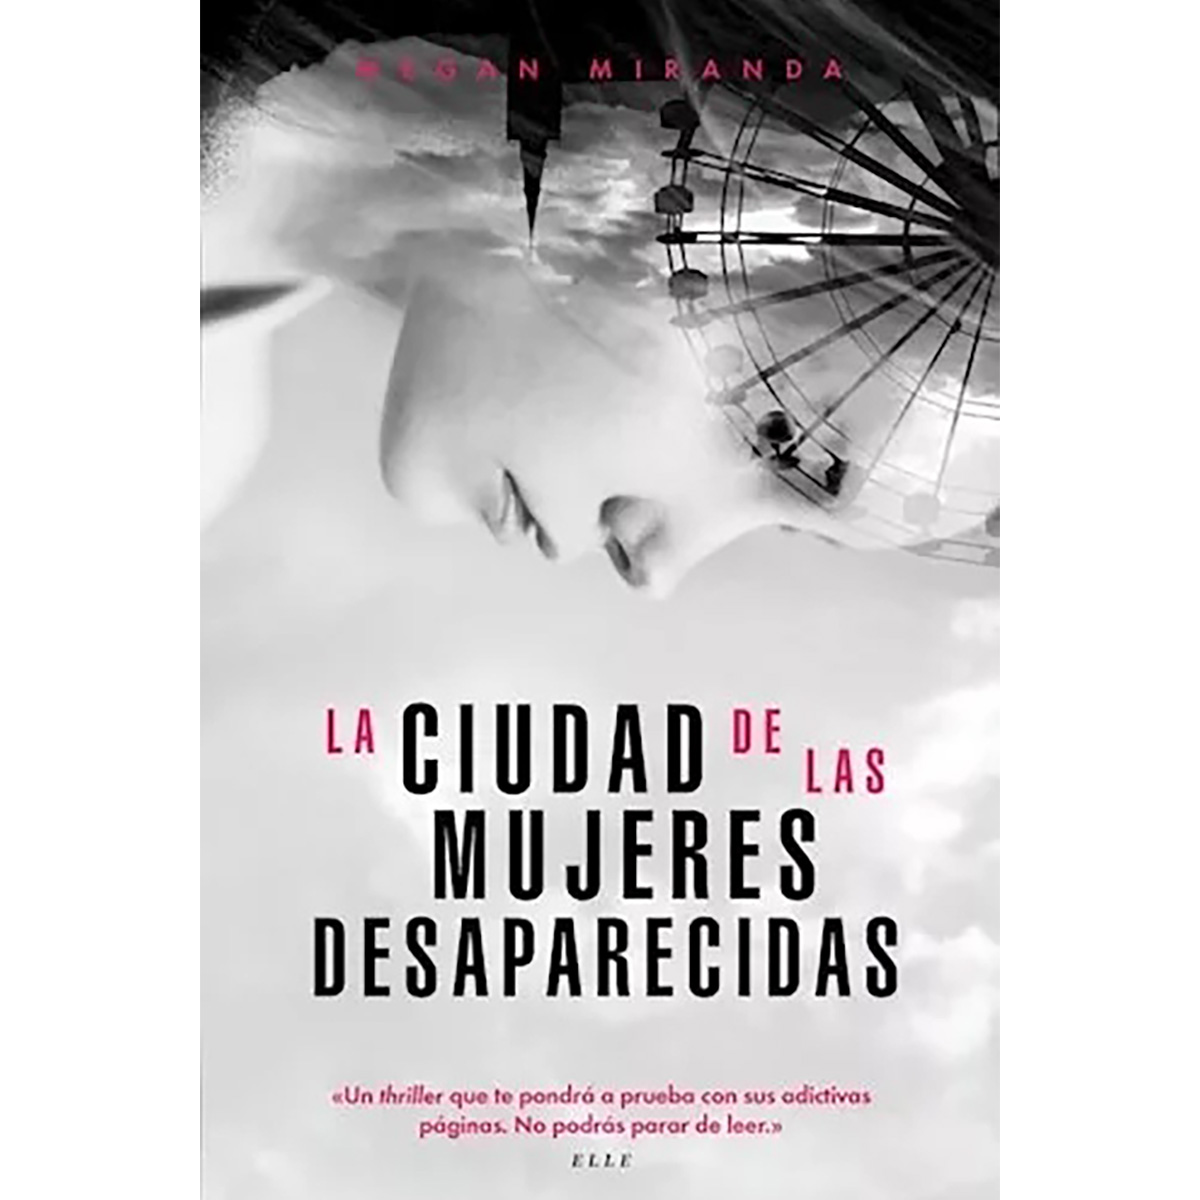 MEGAN MIRANDA
LA CIUDAD DE LAS
MUJERES
DESAPARECIDAS
«Un thriller que te pondrá a prueba con sus adictivas
páginas. No podrás parar de leer.»
ELLE